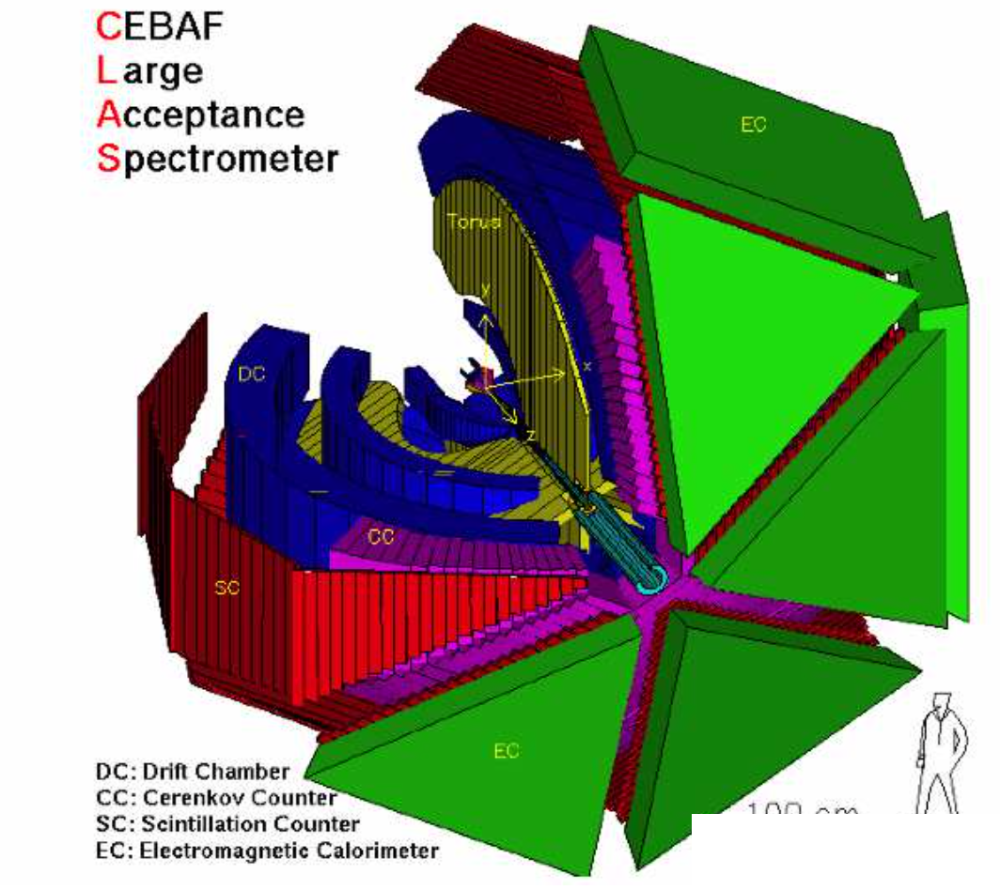 CEBAF
Large
Acceptance
Spectrometer
EC
Torus
y
x
DC
z
CC
SC
EC
DC: Drift Chamber
CC: Cerenkov Counter
SC: Scintillation Counter
EC: Electromagnetic Calorimeter